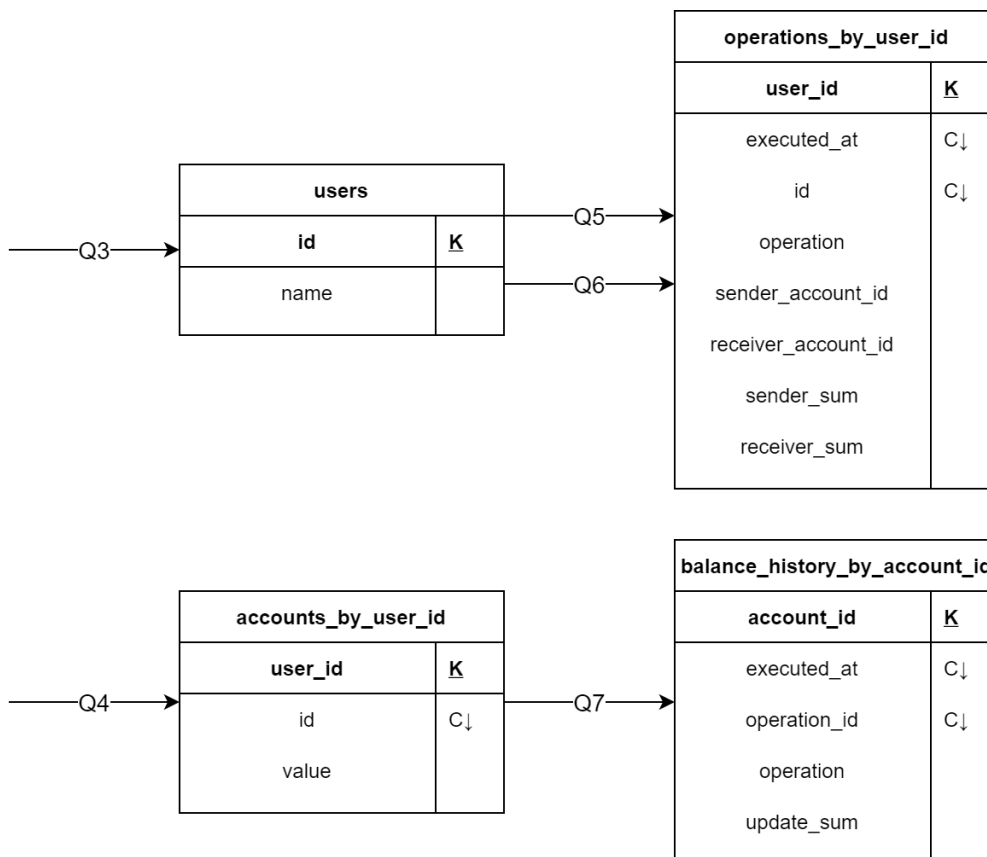 operations_by_user_id
user_id K
executed_at C↓
id C↓
operation
sender_account_id
receiver_account_id
sender_sum
receiver_sum
users
id K
name
Q3
Q5
Q6
balance_history_by_account_id
account_id K
executed_at C↓
operation_id C↓
operation
update_sum
accounts_by_user_id
user_id K
id C↓
value
Q4
Q7